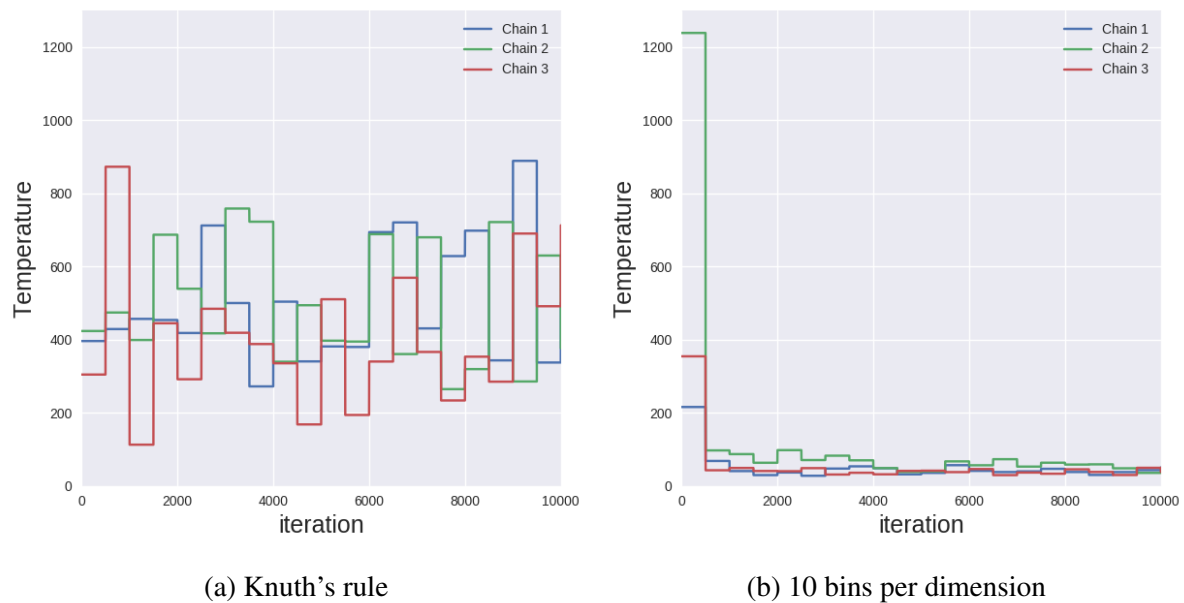 Temperature
1200
1000
800
600
400
200
0
Chain 1
Chain 2
Chain 3
0 2000 4000 6000 8000 10000
iteration
(a) Knuth’s rule
Temperature
1200
1000
800
600
400
200
0
Chain 1
Chain 2
Chain 3
0 2000 4000 6000 8000 10000
iteration
(b) 10 bins per dimension